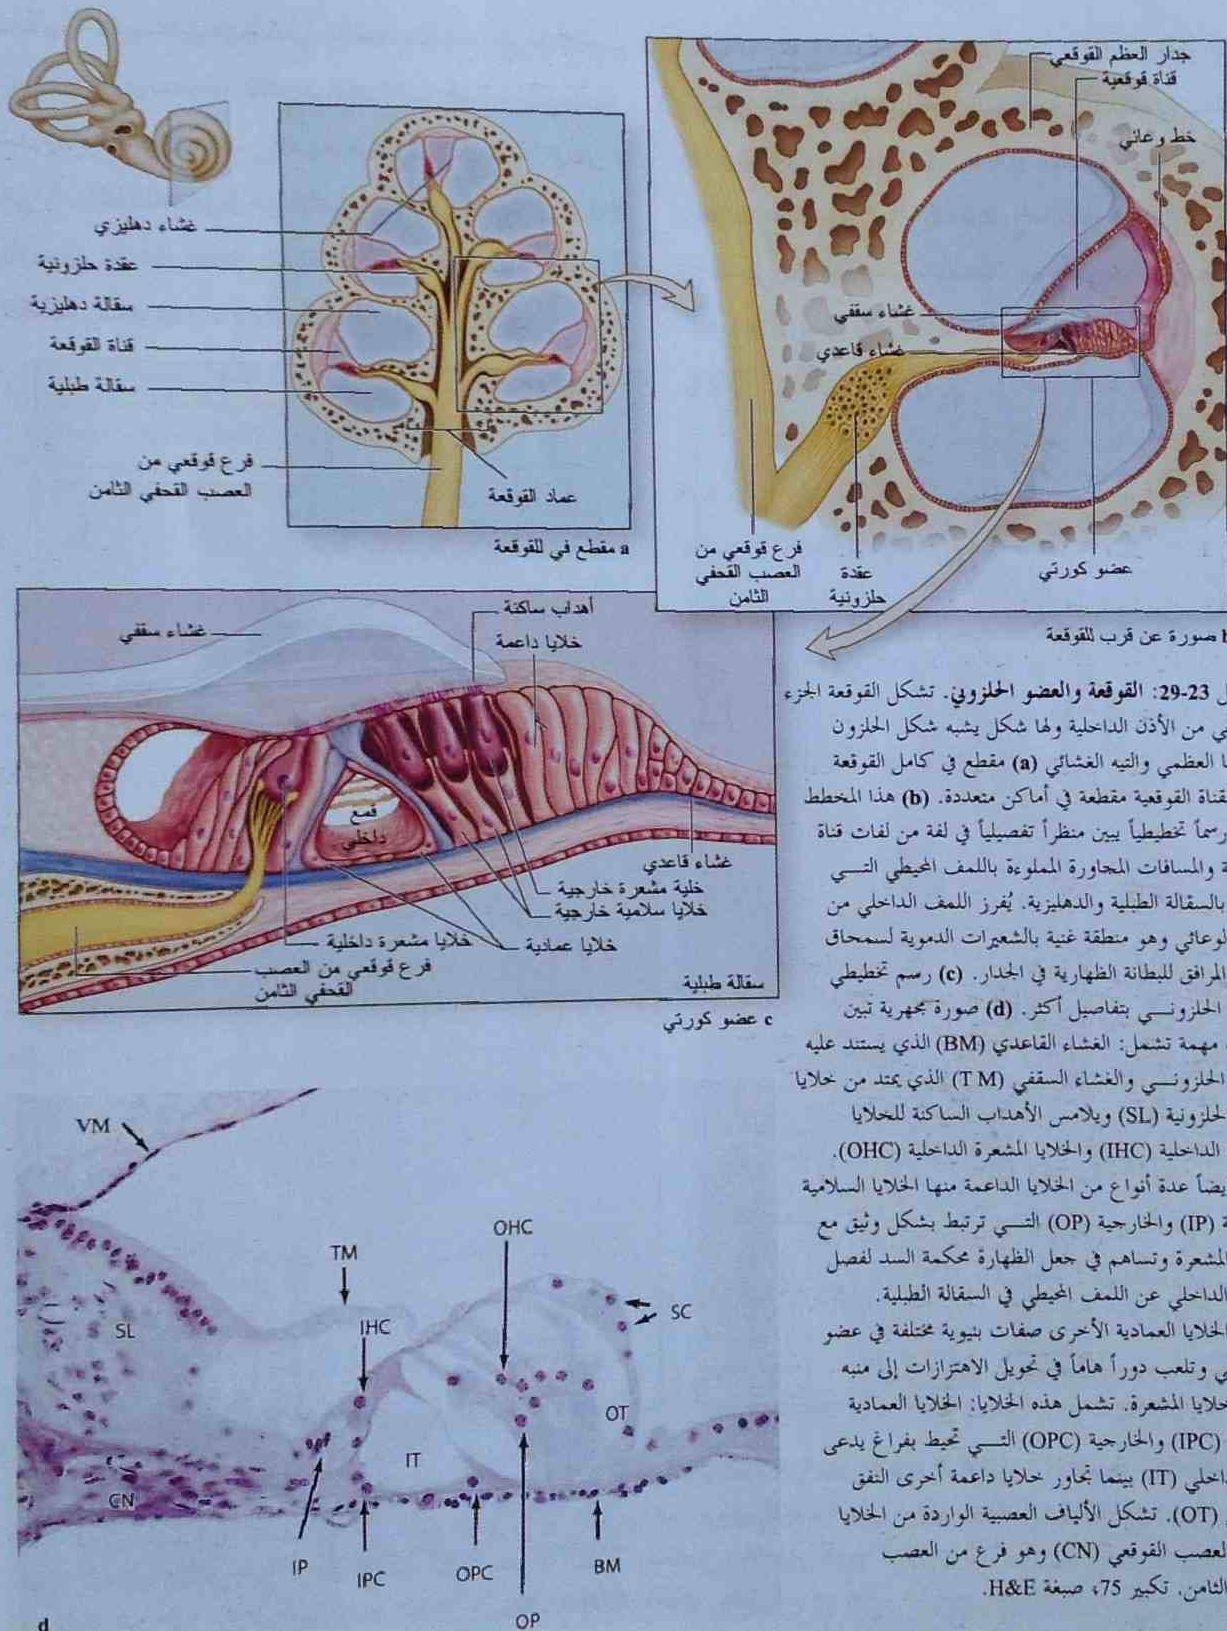 جدار العظم القوقعي
قناة قوقعية
خط وعائي
غشاء سقفي
غشاء قاعدي
فرع قوقعي من
العصب القحفي
الثامن
عقدة
حلزونية
عضو كورتي
b صورة عن قرب للقوقعة
غشاء دهليزي
عقدة حلزونية
سقالة دهليزية
قناة القوقعة
سقالة طبلية
فرع قوقعي من
العصب القحفي الثامن
عماد القوقعة
a مقطع في للقوقعة
غشاء سقفي
أهداب ساكنة
خلايا داعمة
قمع
داخلي
غشاء قاعدي
خلية مشعرة خارجية
خلايا سلامية خارجية
خلايا مشعرة داخلية
خلايا عمادية
فرع قوقعي من العصب
القحفي الثامن
سقالة طبلية
c عضو كورتي
23-29: القوقعة والعضو الحلزوني. تشكل القوقعة الجزء
من الأذن الداخلية ولها شكل يشبه شكل الحلزون
العظمي والتيه الغشائي (a) مقطع في كامل القوقعة
القوقعية مقطعة في أماكن متعددة. (b) هذا المخطط
رسماً تخطيطياً يبين منظراً تفصيلياً في لفة من لفات قناة
والمسافات المجاورة المملوءة باللمف المحيطي التي
بالسقالة الطبلية والدهليزية. يُفرز اللمف الداخلي من
وهو منطقة غنية بالشعيرات الدموية لسمحاق
المرافق للبطانة الظهارية في الجدار. (c) رسم تخطيطي
الحلزوني بتفاصيل أكثر. (d) صورة مجهرية تبين
مهمة تشمل: الغشاء القاعدي (BM) الذي يستند عليه
الحلزوني والغشاء السقفي (TM) الذي يمتد من خلايا
(SL) ويلامس الأهداب الساكنة للخلايا
الداخلية (IHC) والخلايا المشعرة الداخلية (OHC).
عدة أنواع من الخلايا الداعمة منها الخلايا السلامية
(IP) والخارجية (OP) التي ترتبط بشكل وثيق مع
المشعرة وتساهم في جعل الظهارة محكمة السد لفصل
الداخلي عن اللمف المحيطي في السقالة الطبلية.
الخلايا العمادية الأخرى صفات بنيوية مختلفة في عضو
وتلعب دوراً هاماً في تحويل الاهتزازات إلى منبه
المشعرة. تشمل هذه الخلايا: الخلايا العمادية
(IPC) والخارجية (OPC) التي تحيط بفراغ يدعى
(IT) بينما تجاور خلايا داعمة أخرى النفق
(OT). تشكل الألياف العصبية الواردة من الخلايا
العصب القوقعي (CN) وهو فرع من العصب
الثامن. تكبير 75؛ صبغة H&E.
VM
TM
OHC
SC
IHC
SL
OT
IT
CN
IP
IPC
OPC
BM
OP
d